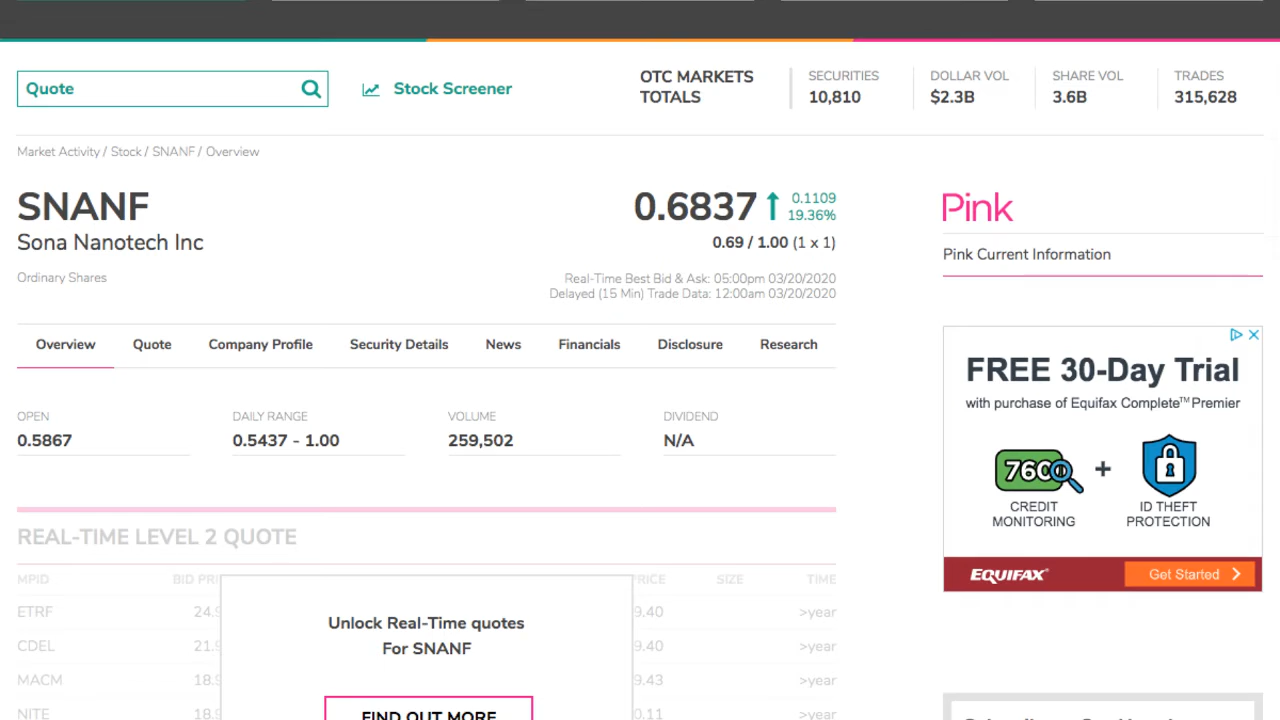 Quote
Stock Screener
OTC MARKETS TOTALS
SECURITIES
10,810
DOLLAR VOL
$2.3B
SHARE VOL
3.6B
TRADES
315,628
Market Activity / Stock / SNANF / Overview
SNANF
Sona Nanotech Inc
Ordinary Shares
0.6837
0.1109
19.36%
0.69 / 1.00 (1 x 1)
Real-Time Best Bid & Ask: 05:00pm 03/20/2020
Delayed (15 Min) Trade Data: 12:00am 03/20/2020
Pink
Pink Current Information
Overview Quote Company Profile Security Details News Financials Disclosure Research
OPEN
0.5867
DAILY RANGE
0.5437 - 1.00
VOLUME
259,502
DIVIDEND
N/A
FREE 30-Day Trial
with purchase of Equifax Complete™ Premier
760
+
CREDIT MONITORING
ID THEFT PROTECTION
EQUIFAX®
Get Started
REAL-TIME LEVEL 2 QUOTE
MPID BID SIZE TIME
ETRF >year
CDEL >year
MACM >year
NITE >year
Unlock Real-Time quotes
For SNANF
FIND OUT MORE